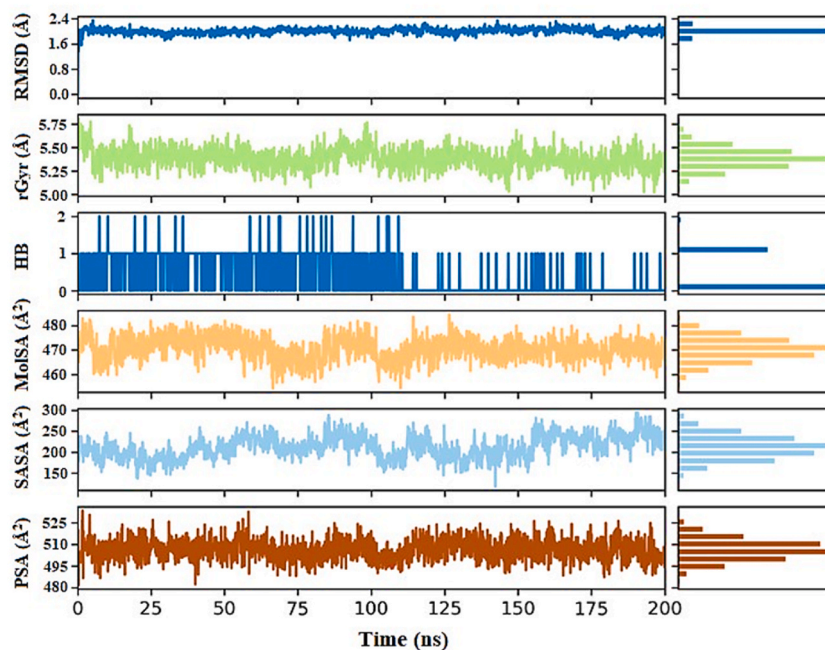 RMSD (Å)
2.4
1.6
0.8
0.0
rGyr (Å)
5.75
5.50
5.25
5.00
HB
2
1
0
MolSA (Å²)
480
470
460
SASA (Å²)
300
250
200
150
PSA (Å²)
525
510
495
480
0 25 50 75 100 125 150 175 200
Time (ns)